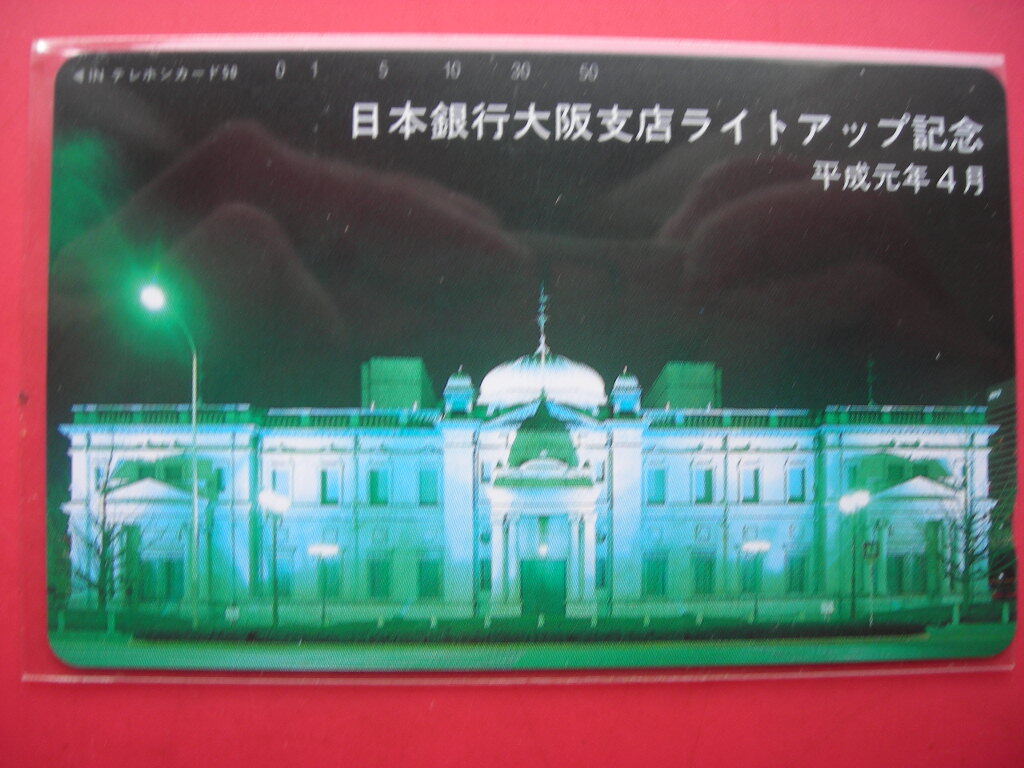 ◀IN テレホンカード50 0 1 5 10 30 50
日本銀行大阪支店ライトアップ記念
平成元年4月